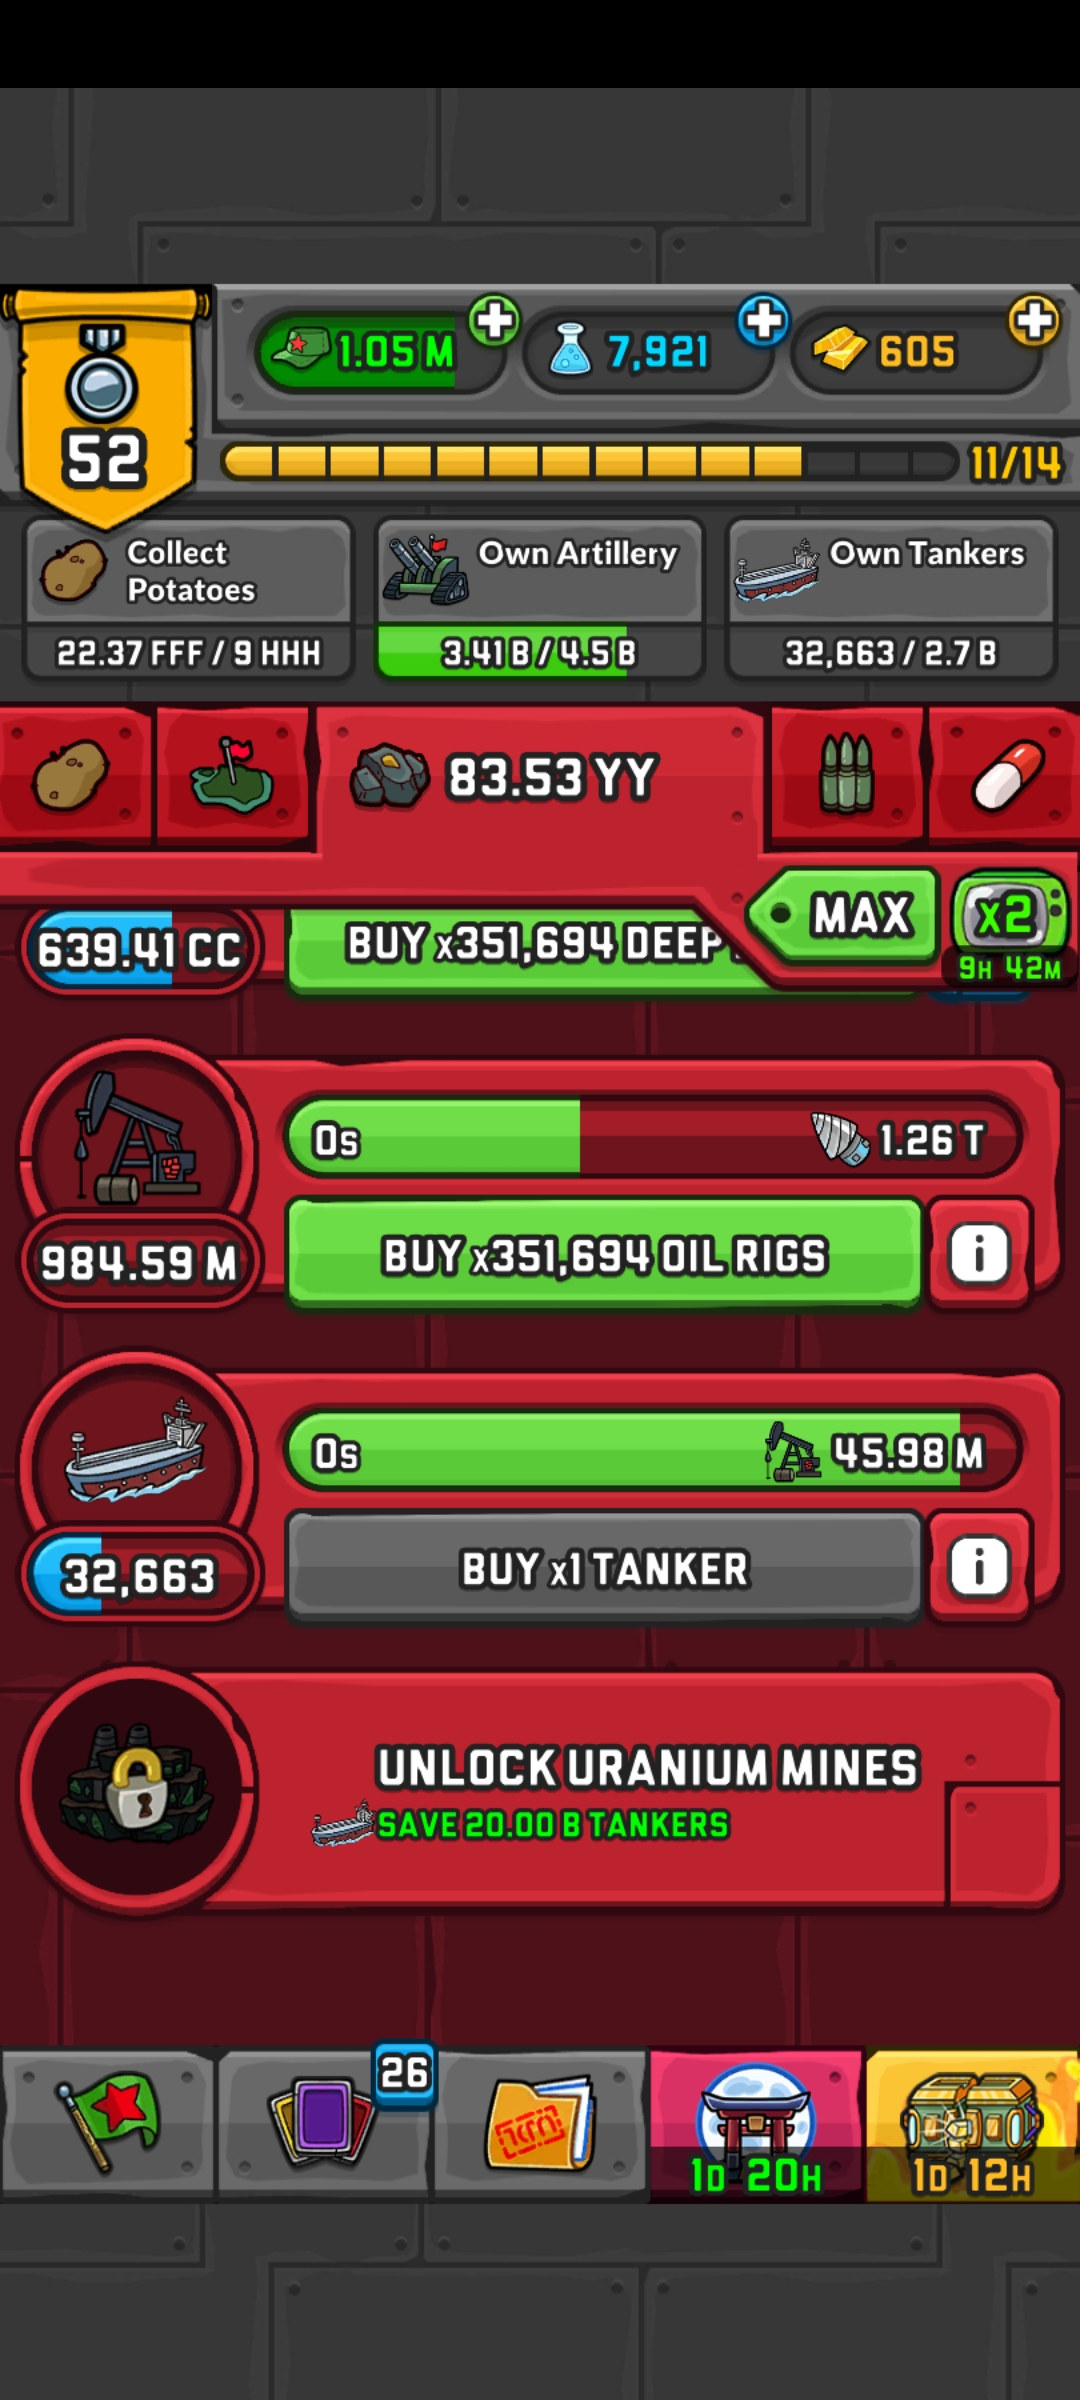 1.05 M
7,921
605
52
11/14
Collect
Potatoes
22.37 FFF / 9 HHH
Own Artillery
3.41 B / 4.5 B
Own Tankers
32,663 / 2.7 B
83.53 YY
MAX
x2
9H 42M
639.41 CC
BUY x351,694 DEEP
0s
1.26 T
984.59 M
BUY x351,694 OIL RIGS
i
0s
45.98 M
32,663
BUY x1 TANKER
i
UNLOCK URANIUM MINES
SAVE 20.00 B TANKERS
26
1D 20H
1D 12H